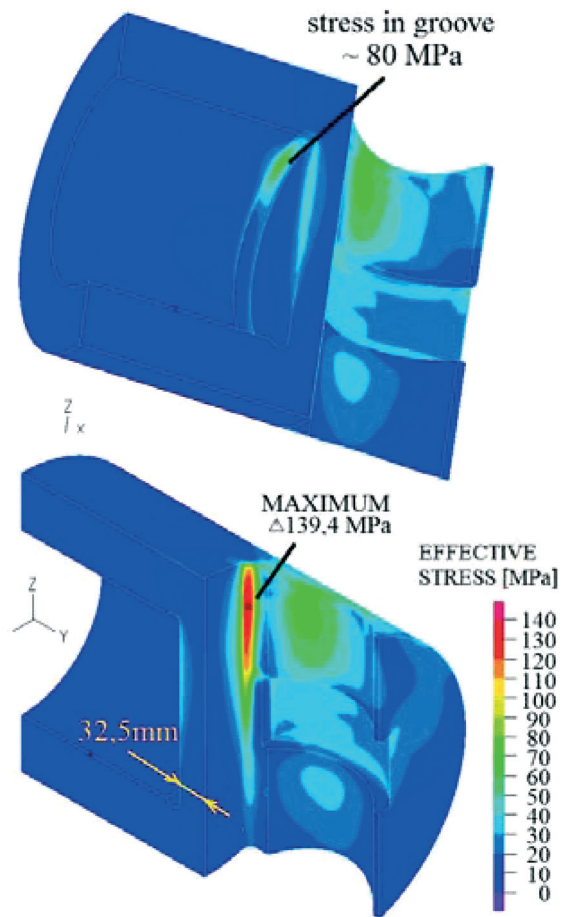 stress in groove
~ 80 MPa
Z
x
MAXIMUM
△139,4 MPa
EFFECTIVE
STRESS [MPa]
Z
Y
140
130
120
110
100
90
80
70
60
50
40
30
20
10
0
32,5mm